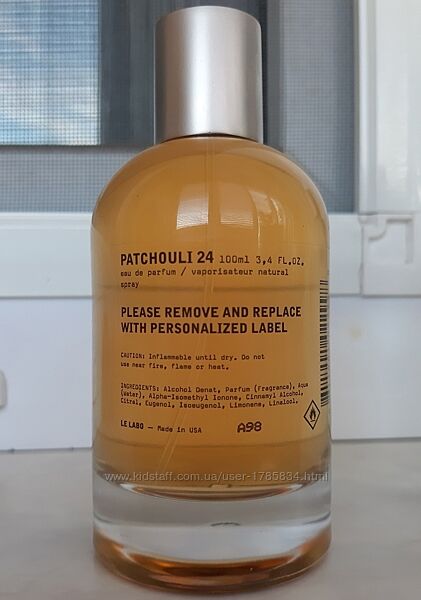 PATCHOULI 24 100ml 3,4 FL.OZ.
eau de parfum / vaporisateur natural
spray
PLEASE REMOVE AND REPLACE
WITH PERSONALIZED LABEL
CAUTION: Inflammable until dry. Do not
use near fire, flame or heat.
INGREDIENTS: Alcohol Denat, Parfum (Fragrance), Aqua
(Water), Alpha-Isomethyl Ionone, Cinnamyl Alcohol,
Citral, Eugenol, Isoeugenol, Limonene, Linalool.
LE LABO — Made in USA A98
www.kidstaff.com.ua/user-1785834.html